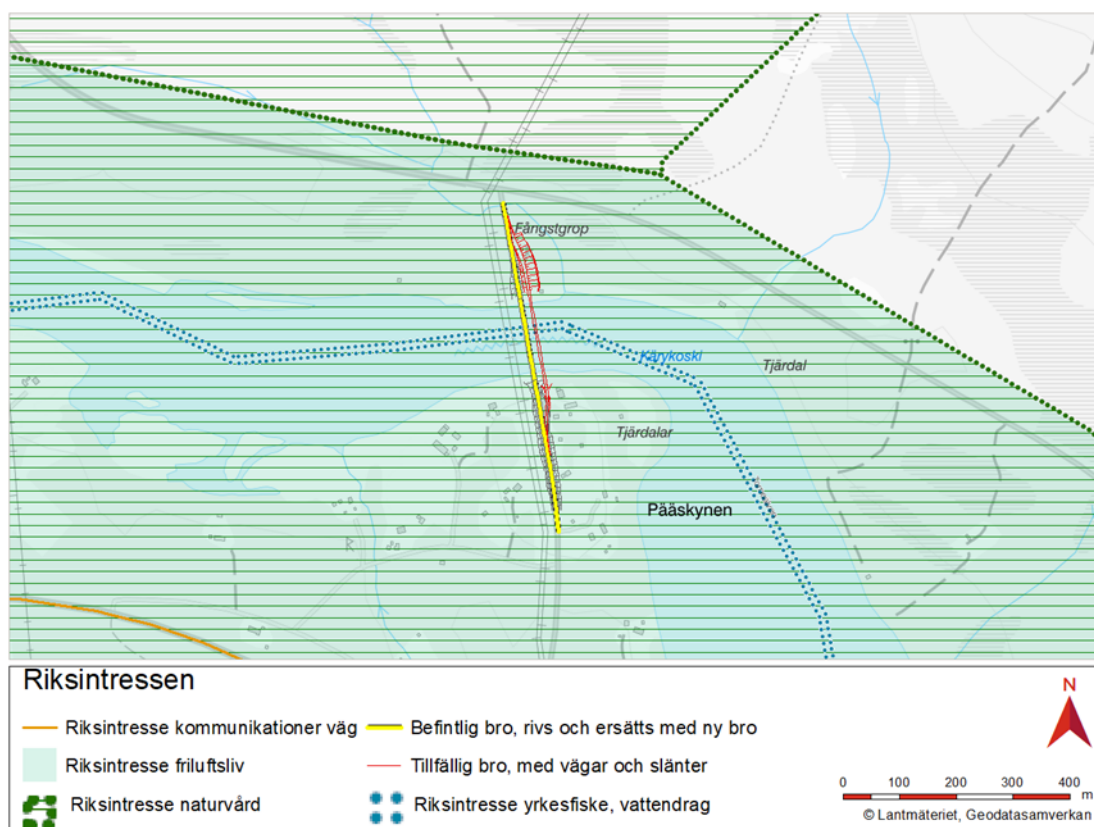 Fångstgrop
Kärykoski
Tjärdal
Tjärdalar
Pääskynen
Riksintressen
Riksintresse kommunikationer väg
Befintlig bro, rivs och ersätts med ny bro
Riksintresse friluftsliv
Tillfällig bro, med vägar och slänter
Riksintresse naturvård
Riksintresse yrkesfiske, vattendrag
N
0 100 200 300 400
m
© Lantmäteriet, Geodatasamverkan